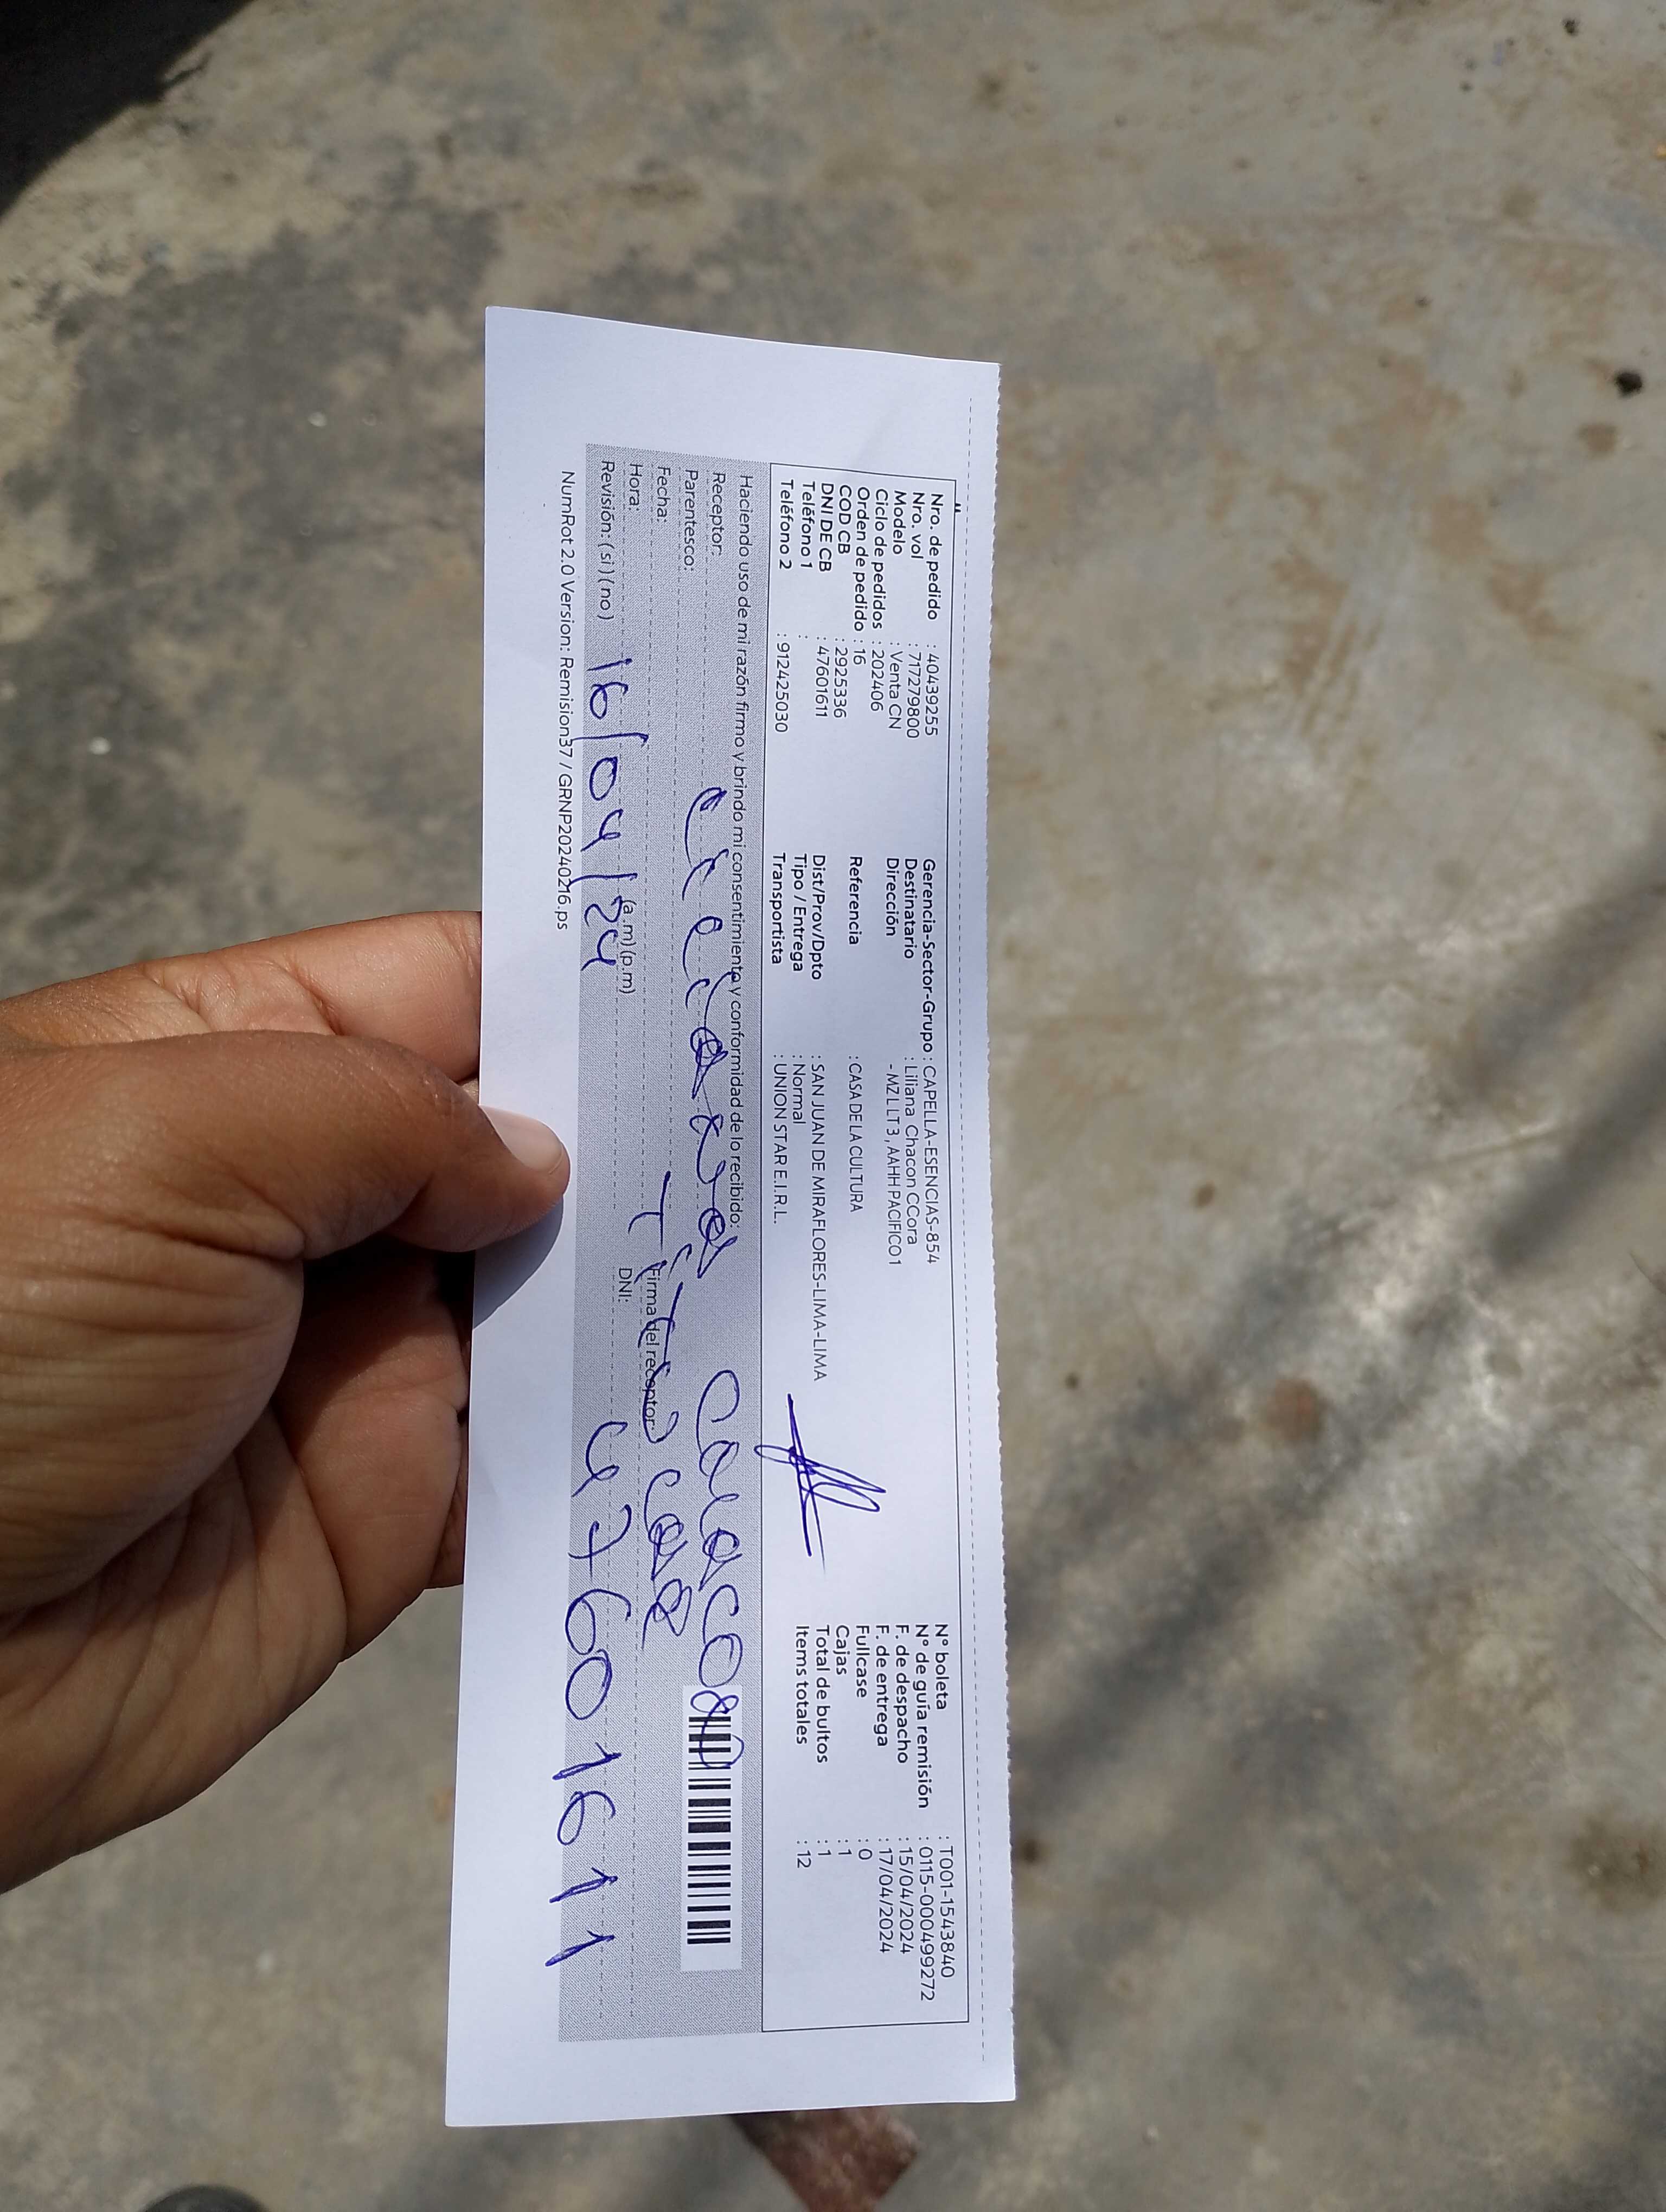 Nro. de pedido : 40439255
Nro. vol : 717279800
Modelo : Venta CN
Ciclo de pedidos : 202406
Orden de pedido : 16
COD CB : 2925336
DNI DE CB : 47601611
Teléfono 1 :
Teléfono 2 : 912425030
Gerencia-Sector-Grupo : CAPELLA-ESENCIAS-854
Destinatario : Liliana Chacon CCora
Dirección - MZ L LT 3, AAHH PACIFICO 1
Referencia : CASA DE LA CULTURA
Dist/Prov/Dpto : SAN JUAN DE MIRAFLORES-LIMA-LIMA
Tipo / Entrega : Normal
Transportista : UNION STAR E.I.R.L.
N° boleta : T001-1543840
N° de guía remisión : 0115-000499272
F. de despacho : 15/04/2024
F. de entrega : 17/04/2024
Fullcase : 0
Cajas : 1
Total de bultos : 1
Items totales : 12
Haciendo uso de mi razón firmo y brindo mi consentimiento y conformidad de lo recibido:
Receptor:
Parentesco:
Fecha:
Hora: (a.m) (p.m)
Firma del receptor
Revisión: ( si ) ( no ) 16/04/24
DNI: 47601611
NumRot 2.0 Version: Remision37 / GRNP20240216.ps